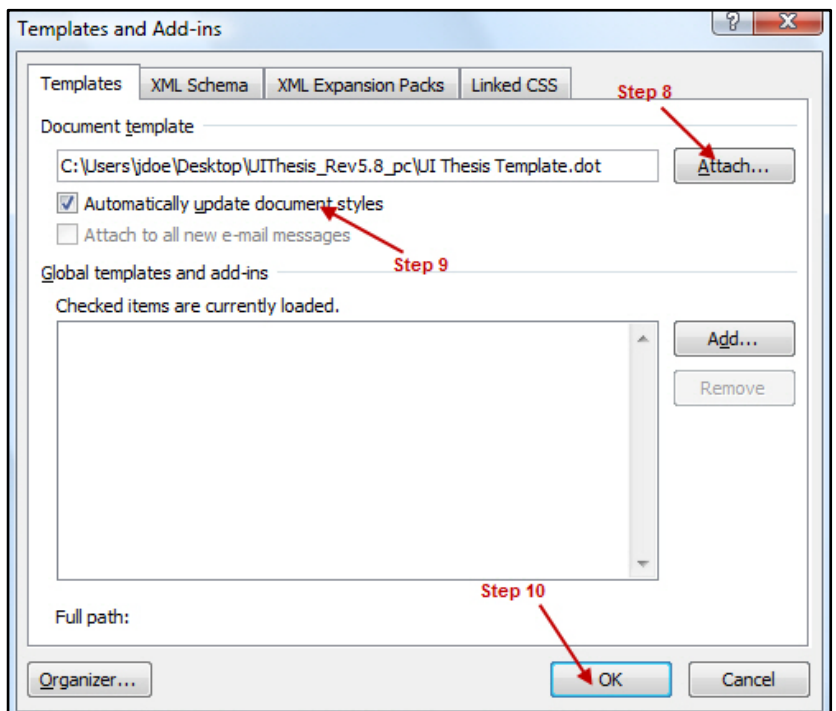 Templates and Add-ins
Templates XML Schema XML Expansion Packs Linked CSS
Step 8
Document template
C:\Users\jdoe\Desktop\UIThesis_Rev5.8_pc\UI Thesis Template.dot Attach...
Automatically update document styles
Attach to all new e-mail messages
Step 9
Global templates and add-ins
Checked items are currently loaded.
Add...
Remove
Step 10
Full path:
Organizer... OK Cancel